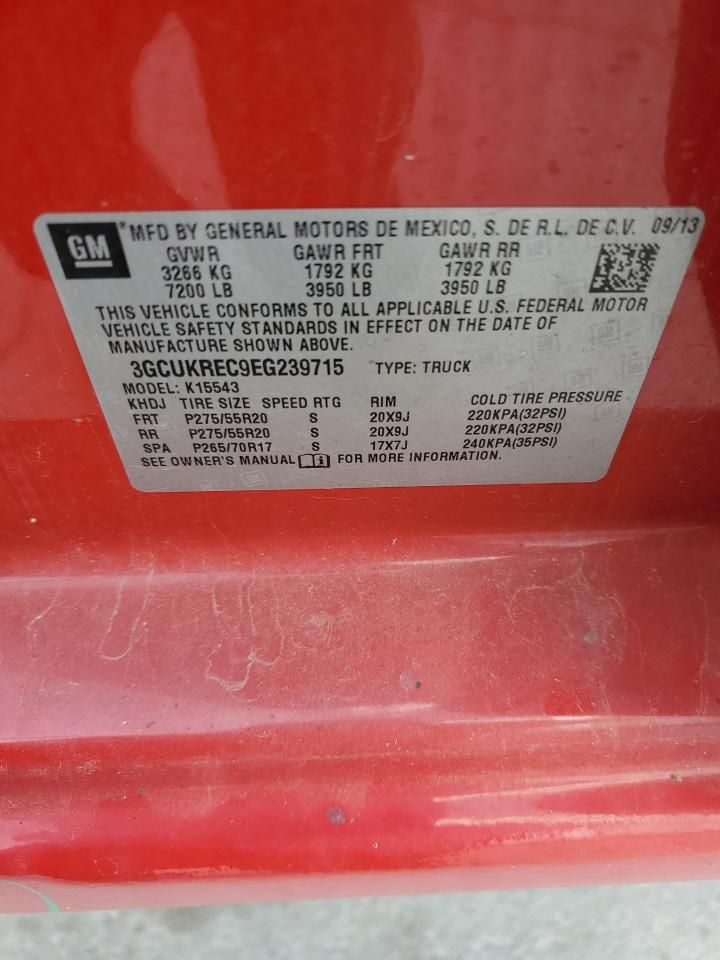 GM *MFD BY GENERAL MOTORS DE MEXICO, S. DE R.L. DE C.V. 09/13
GVWR GAWR FRT GAWR RR
3266 KG 1792 KG 1792 KG
7200 LB 3950 LB 3950 LB
THIS VEHICLE CONFORMS TO ALL APPLICABLE U.S. FEDERAL MOTOR
VEHICLE SAFETY STANDARDS IN EFFECT ON THE DATE OF
MANUFACTURE SHOWN ABOVE.
3GCUKREC9EG239715 TYPE: TRUCK
MODEL: K15543
KHDJ TIRE SIZE SPEED RTG RIM COLD TIRE PRESSURE
FRT P275/55R20 S 20X9J 220KPA(32PSI)
RR P275/55R20 S 20X9J 220KPA(32PSI)
SPA P265/70R17 S 17X7J 240KPA(35PSI)
SEE OWNER'S MANUAL FOR MORE INFORMATION.